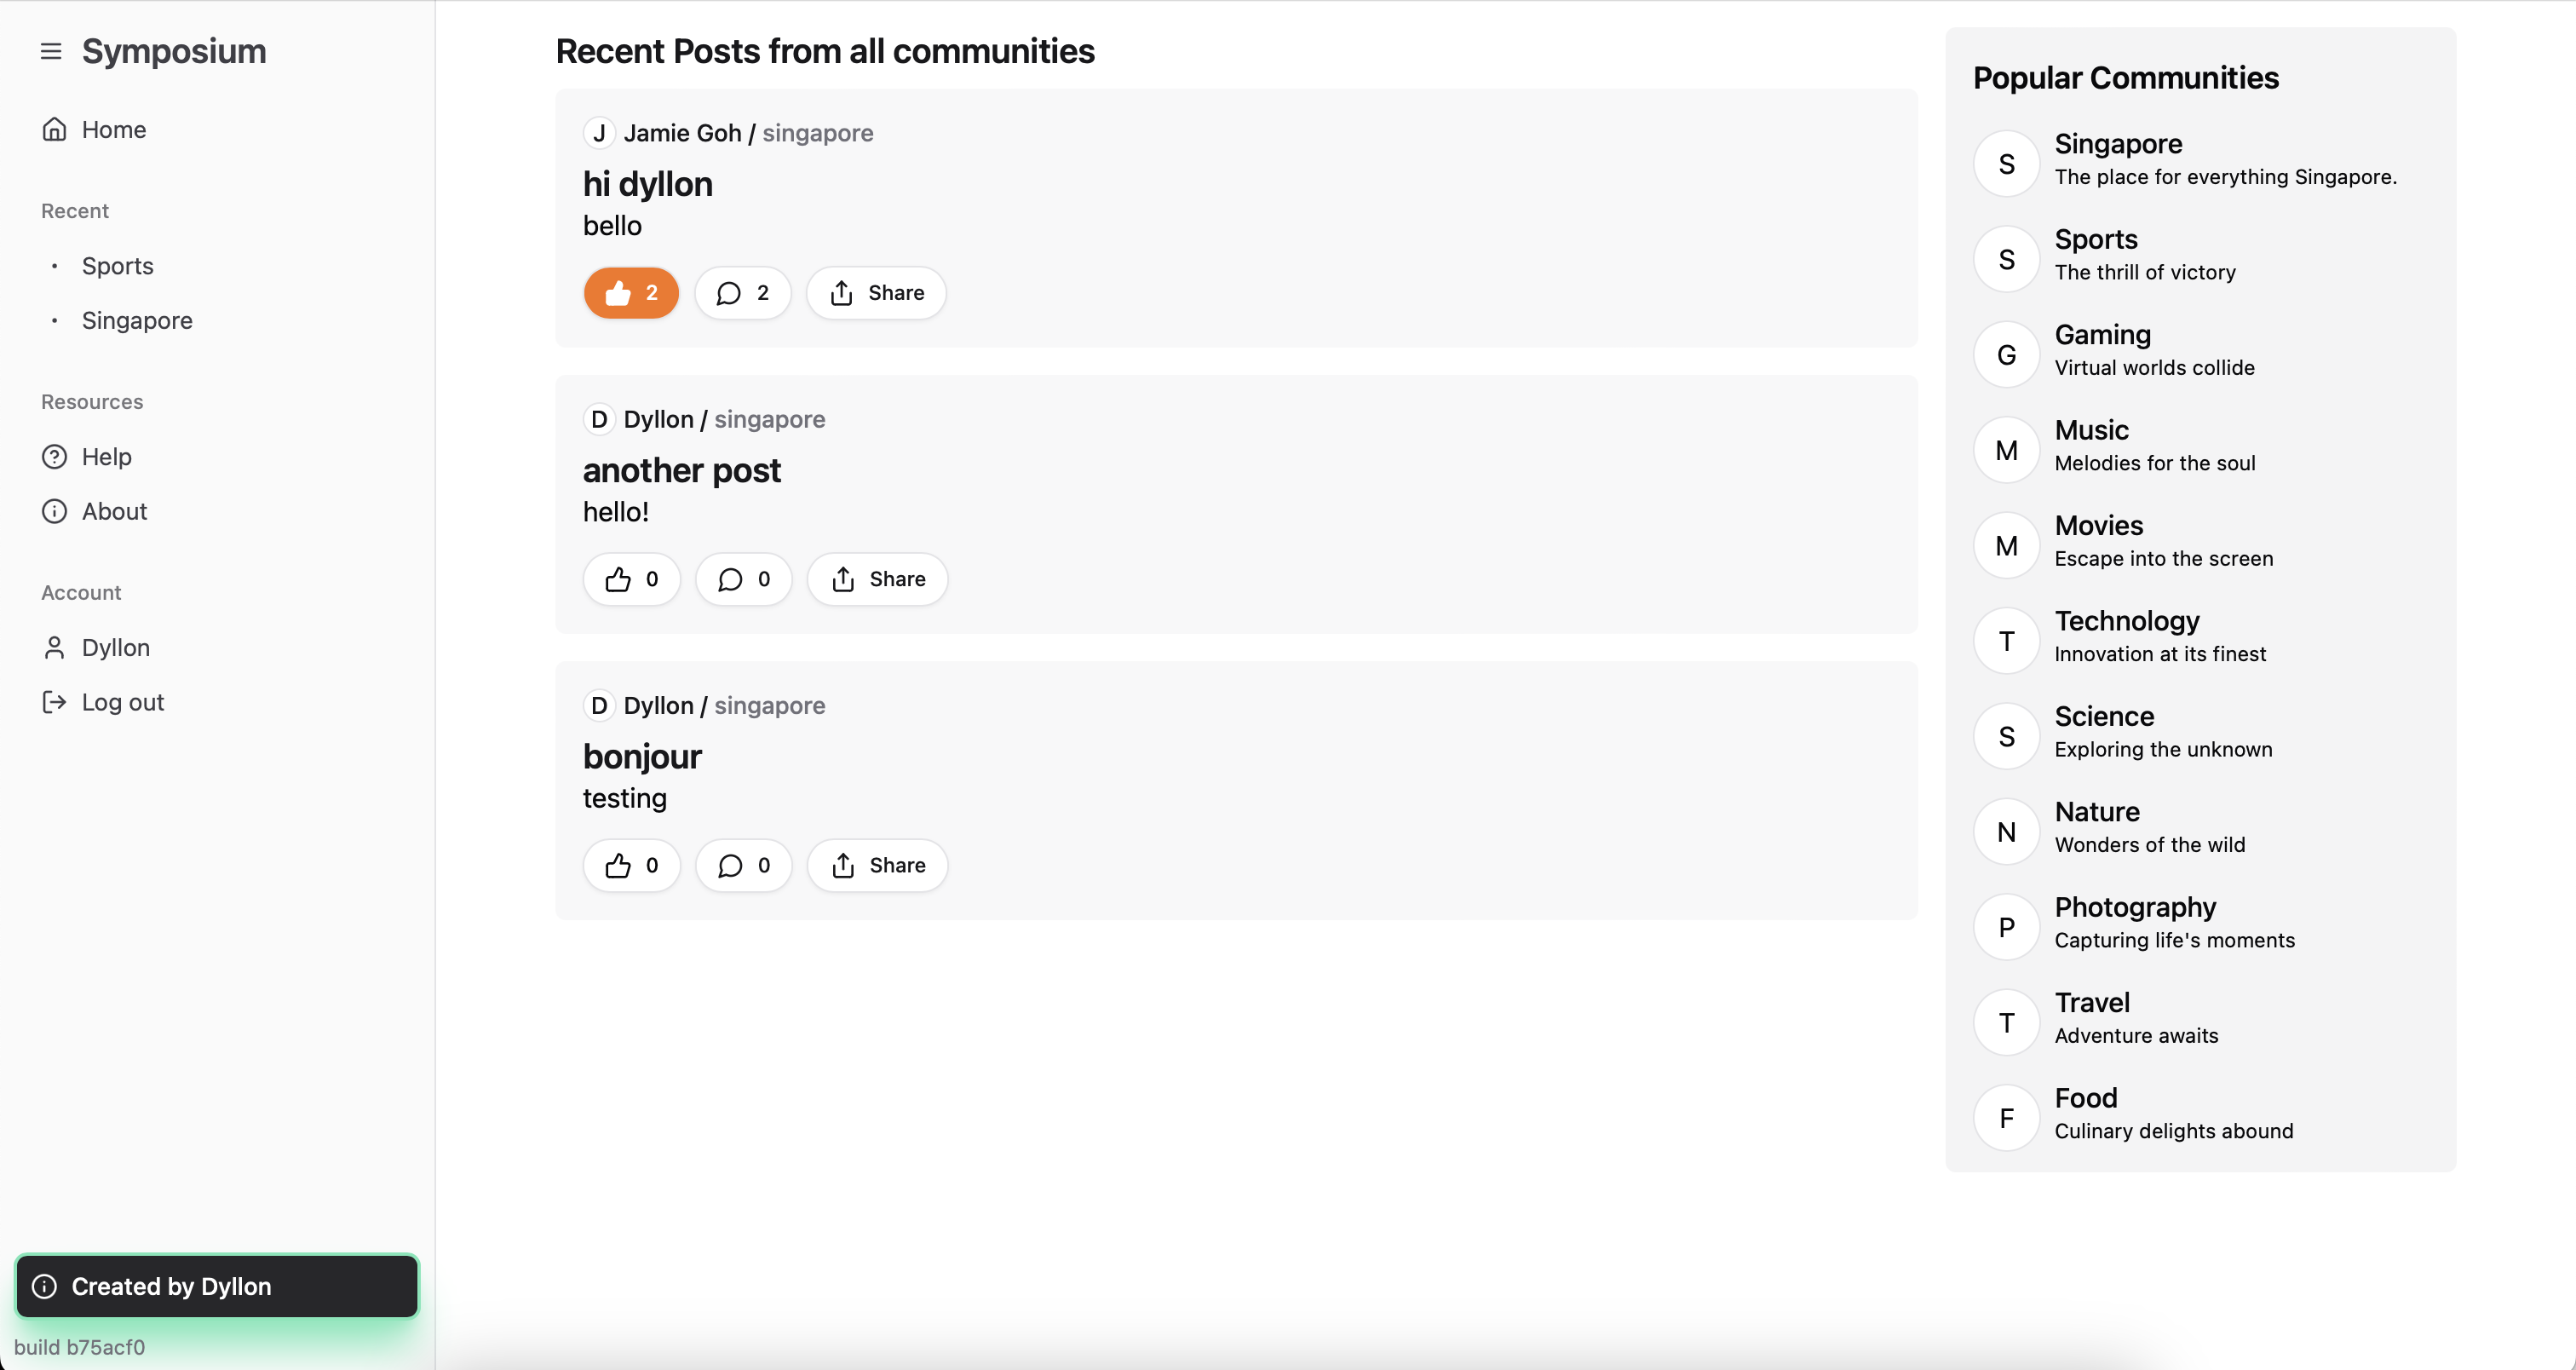 Symposium
Home
Recent
Sports
Singapore
Resources
Help
About
Account
Dyllon
Log out
Created by Dyllon
build b75acf0
Recent Posts from all communities
J Jamie Goh / singapore
hi dyllon
bello
2 2 Share
D Dyllon / singapore
another post
hello!
0 0 Share
D Dyllon / singapore
bonjour
testing
0 0 Share
Popular Communities
S Singapore
The place for everything Singapore.
S Sports
The thrill of victory
G Gaming
Virtual worlds collide
M Music
Melodies for the soul
M Movies
Escape into the screen
T Technology
Innovation at its finest
S Science
Exploring the unknown
N Nature
Wonders of the wild
P Photography
Capturing life's moments
T Travel
Adventure awaits
F Food
Culinary delights abound